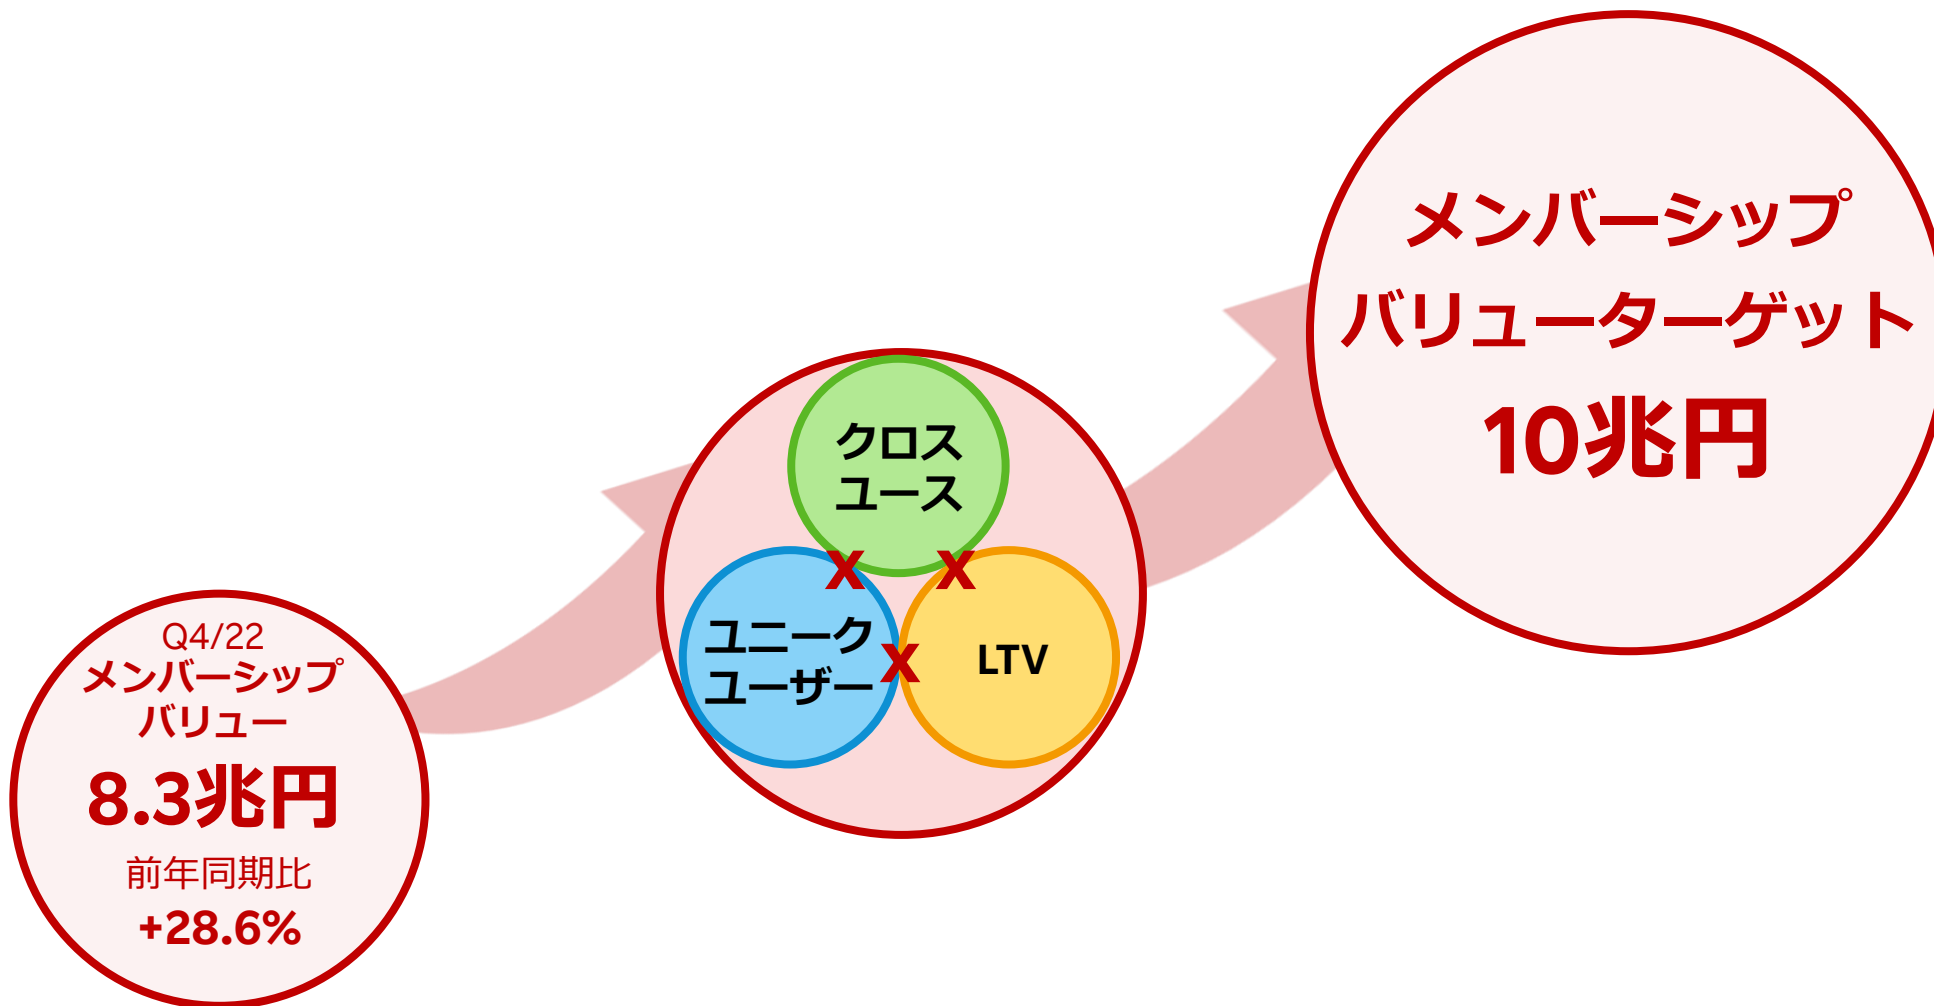 Q4/22
メンバーシップ
バリュー
8.3兆円
前年同期比
+28.6%
クロス
ユース
x
x
ユニーク
ユーザー
x
LTV
メンバーシップ
バリューターゲット
10兆円